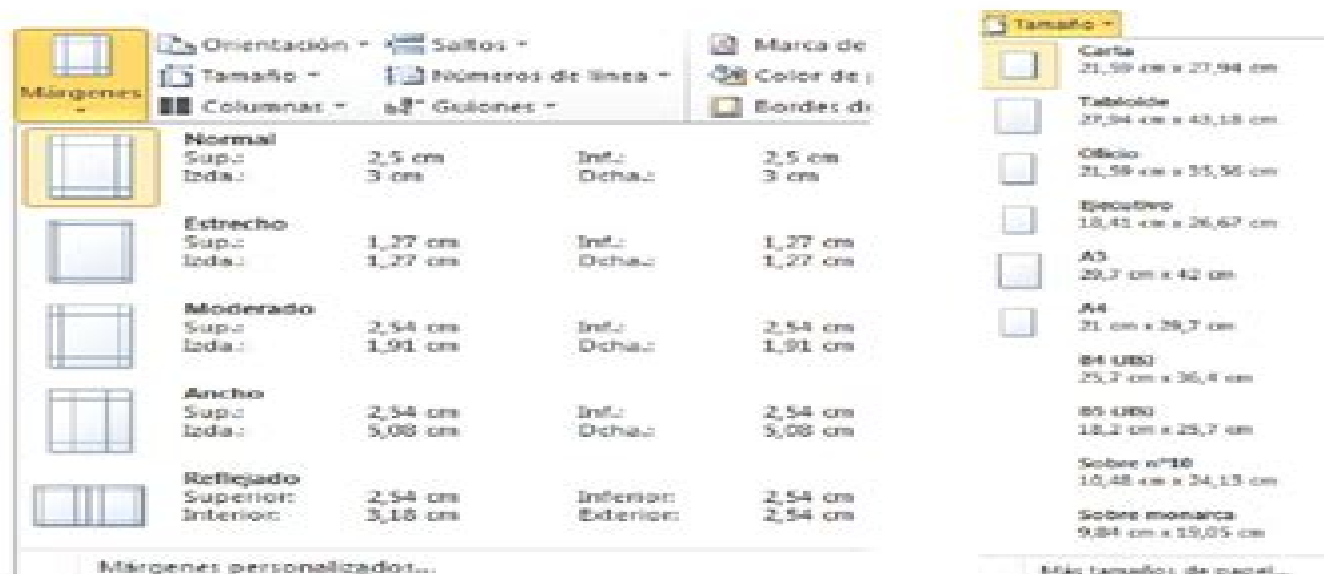 Márgenes
Orientación
Tamaño
Columnas
Saltos
Números de línea
Guiones
Marca de
Color de
Bordes de
Normal
Sup.: 2,5 cm Inf.: 2,5 cm
Izda.: 3 cm Dcha.: 3 cm
Estrecho
Sup.: 1,27 cm Inf.: 1,27 cm
Izda.: 1,27 cm Dcha.: 1,27 cm
Moderado
Sup.: 2,54 cm Inf.: 2,54 cm
Izda.: 1,91 cm Dcha.: 1,91 cm
Ancho
Sup.: 2,54 cm Inf.: 2,54 cm
Izda.: 5,08 cm Dcha.: 5,08 cm
Reflejado
Superior: 2,54 cm Inferior: 2,54 cm
Interior: 3,18 cm Exterior: 2,54 cm
Márgenes personalizados...
Tamaño
Carta
21,59 cm x 27,94 cm
Tabloide
27,94 cm x 43,18 cm
Oficio
21,59 cm x 35,56 cm
Ejecutivo
18,41 cm x 26,67 cm
A3
29,7 cm x 42 cm
A4
21 cm x 29,7 cm
B4 (JIS)
25,7 cm x 36,4 cm
B5 (JIS)
18,2 cm x 25,7 cm
Sobre nº10
10,48 cm x 24,13 cm
Sobre monarca
9,84 cm x 19,05 cm
Más tamaños de papel...